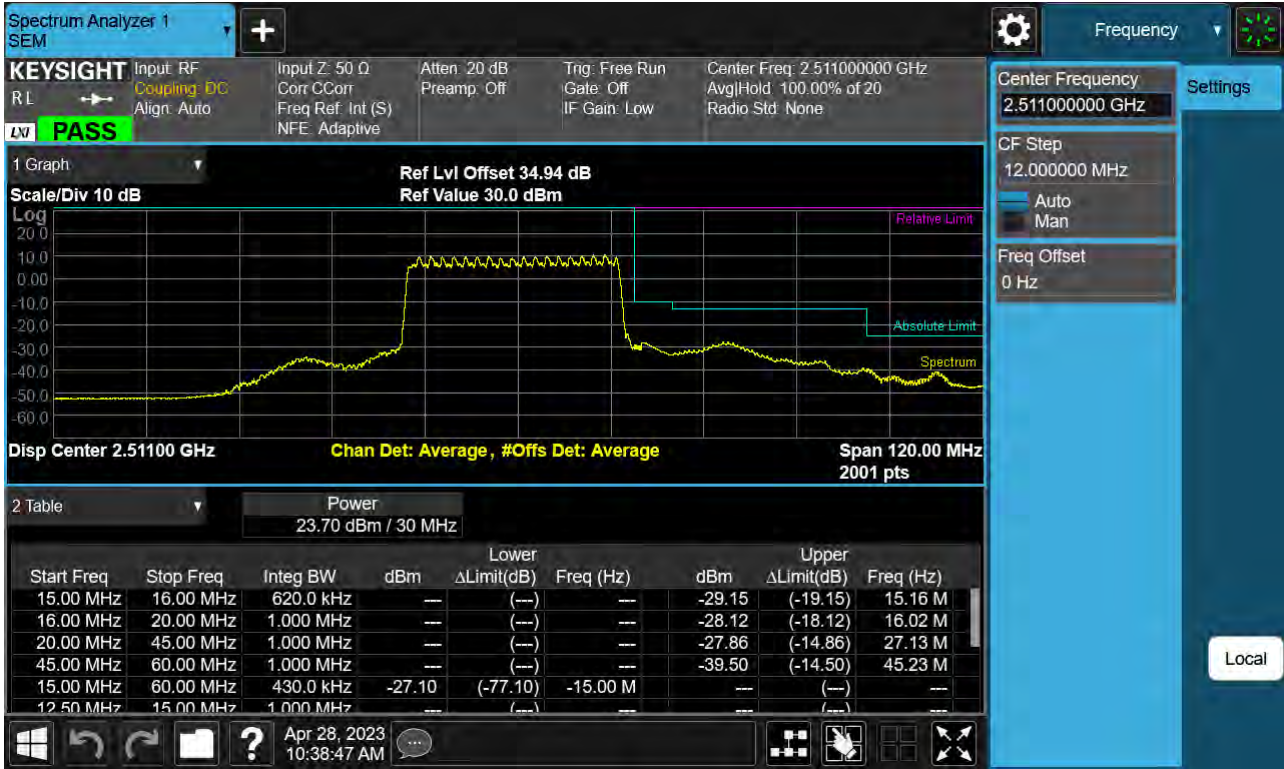 Spectrum Analyzer 1
SEM
+
Frequency
KEYSIGHT
RL
LXI
PASS
Input: RF
Coupling: DC
Align: Auto
Input Z: 50 Ω
Corr CCorr
Freq Ref: Int (S)
NFE: Adaptive
Atten: 20 dB
Preamp: Off
Trig: Free Run
Gate: Off
IF Gain: Low
Center Freq: 2.511000000 GHz
Avg|Hold: 100.00% of 20
Radio Std: None
Center Frequency
2.511000000 GHz
Settings
CF Step
12.000000 MHz
Auto
Man
Freq Offset
0 Hz
Local
1 Graph
Scale/Div 10 dB
Ref Lvl Offset 34.94 dB
Ref Value 30.0 dBm
Log
20.0
10.0
0.00
-10.0
-20.0
-30.0
-40.0
-50.0
-60.0
Relative Limit
Absolute Limit
Spectrum
Disp Center 2.51100 GHz
Chan Det: Average, #Offs Det: Average
Span 120.00 MHz
2001 pts
2 Table
Power
23.70 dBm / 30 MHz
Lower Upper
Start Freq Stop Freq Integ BW dBm ΔLimit(dB) Freq (Hz) dBm ΔLimit(dB) Freq (Hz)
15.00 MHz 16.00 MHz 620.0 kHz --- (---) --- -29.15 (-19.15) 15.16 M
16.00 MHz 20.00 MHz 1.000 MHz --- (---) --- -28.12 (-18.12) 16.02 M
20.00 MHz 45.00 MHz 1.000 MHz --- (---) --- -27.86 (-14.86) 27.13 M
45.00 MHz 60.00 MHz 1.000 MHz --- (---) --- -39.50 (-14.50) 45.23 M
15.00 MHz 60.00 MHz 430.0 kHz -27.10 (-77.10) -15.00 M --- (---) ---
12.50 MHz 15.00 MHz 1.000 MHz --- (---) --- --- (---) ---
?
Apr 28, 2023
10:38:47 AM